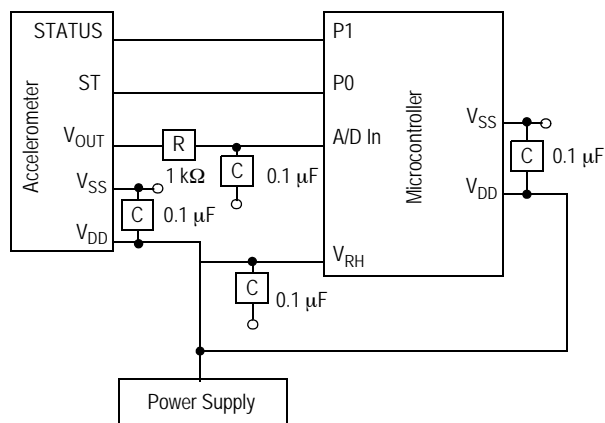 STATUS
ST
V_OUT
V_SS
V_DD
Accelerometer
R
1 kΩ
C
0.1 μF
C
0.1 μF
C
0.1 μF
P1
P0
A/D In
V_RH
Microcontroller
V_SS
V_DD
C
0.1 μF
Power Supply